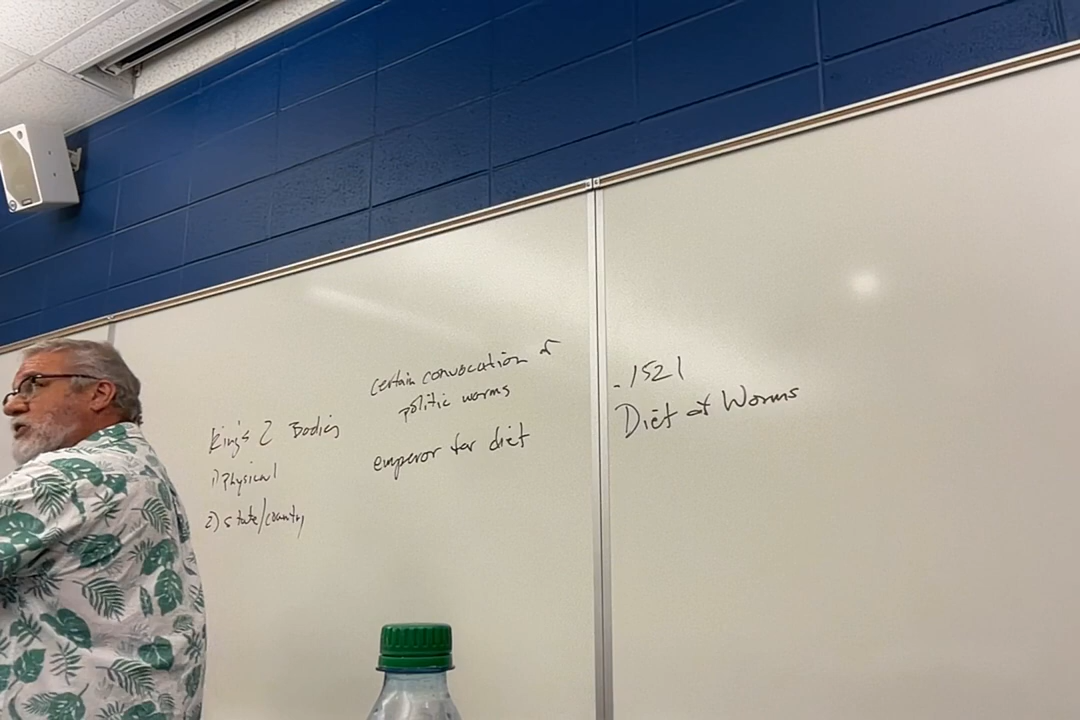 King's 2 Bodies
1) Physical
2) state/country
certain convocation of
politic worms
emperor for diet
. 1521
Diet of Worms